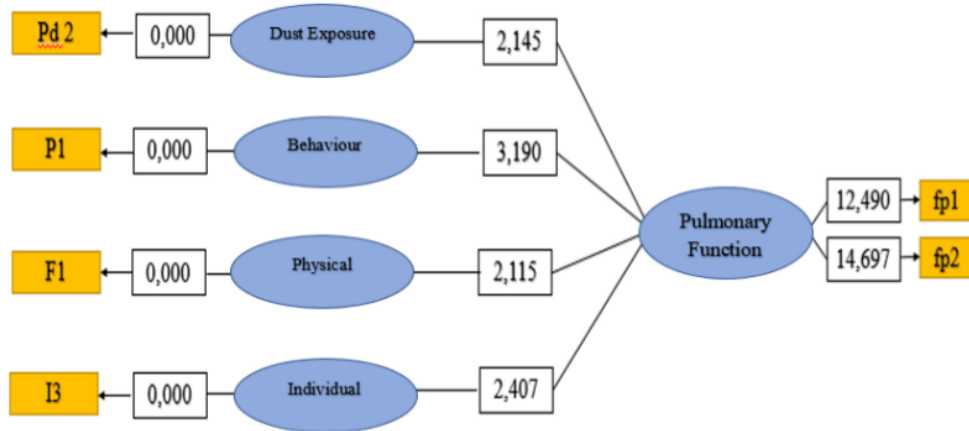 Pd 2
0,000
Dust Exposure
2,145
P1
0,000
Behaviour
3,190
F1
0,000
Physical
2,115
I3
0,000
Individual
2,407
Pulmonary
Function
12,490
fp1
14,697
fp2